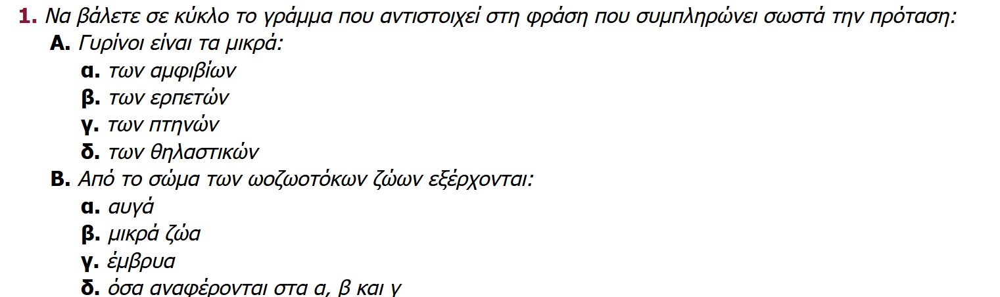 1. Να βάλετε σε κύκλο το γράμμα που αντιστοιχεί στη φράση που συμπληρώνει σωστά την πρόταση:
Α. Γυρίνοι είναι τα μικρά:
α. των αμφιβίων
β. των ερπετών
γ. των πτηνών
δ. των θηλαστικών
Β. Από το σώμα των ωοζωοτόκων ζώων εξέρχονται:
α. αυγά
β. μικρά ζώα
γ. έμβρυα
δ. όσα αναφέρονται στα α, β και γ